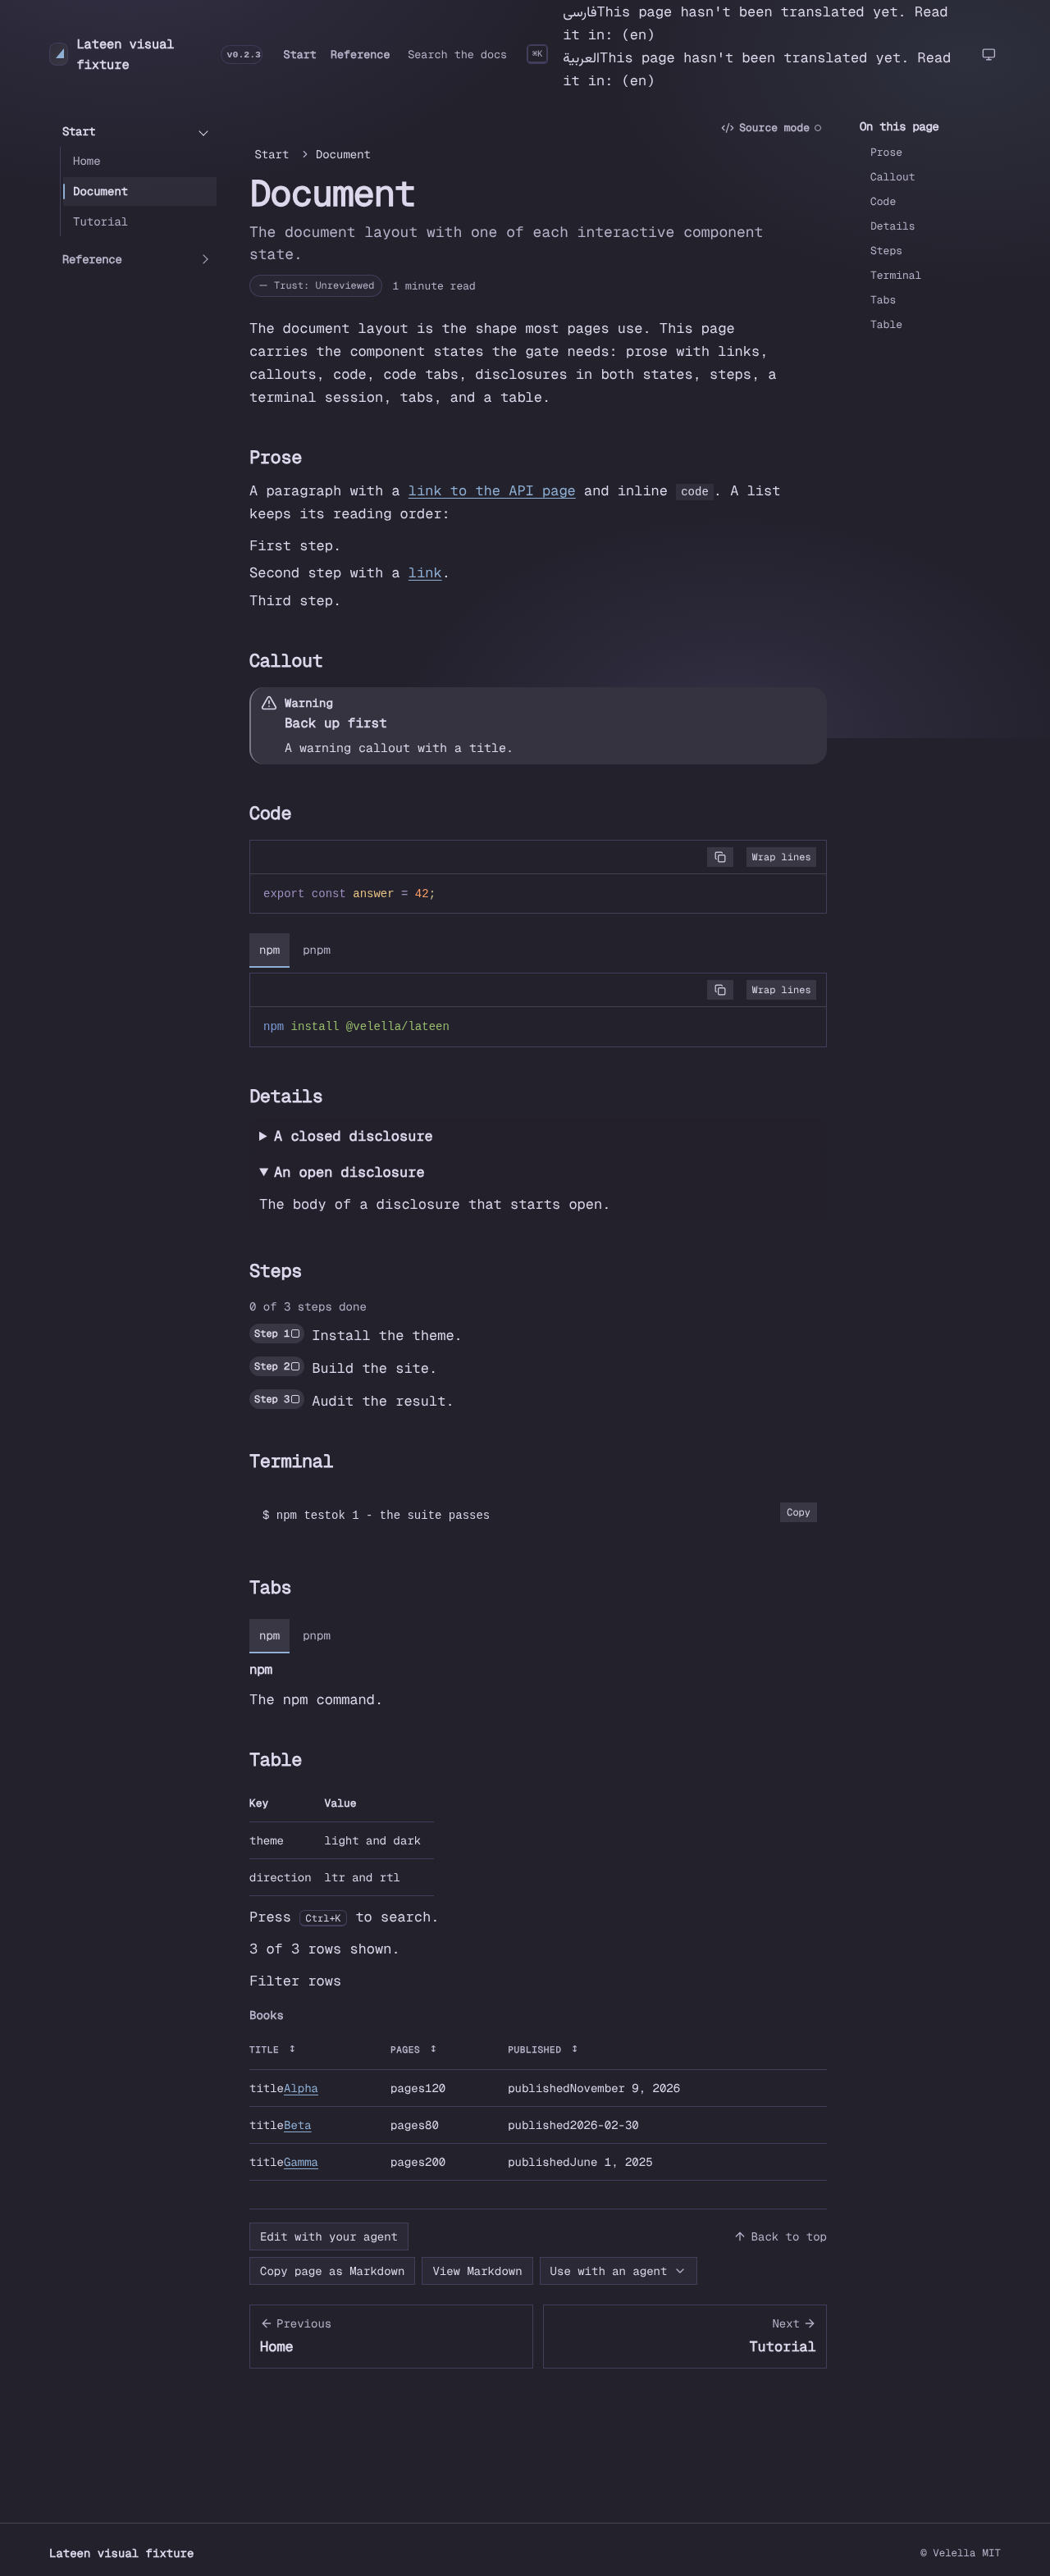 Lateen visual
fixture
v0.2.3
Start
Reference
Search the docs
⌘K
فارسیThis page hasn't been translated yet. Read
it in: (en)
العربيةThis page hasn't been translated yet. Read
it in: (en)
Start
Home
Document
Tutorial
Reference
Source mode
Start
Document
Document
The document layout with one of each interactive component
state.
— Trust: Unreviewed
1 minute read
The document layout is the shape most pages use. This page
carries the component states the gate needs: prose with links,
callouts, code, code tabs, disclosures in both states, steps, a
terminal session, tabs, and a table.
Prose
A paragraph with a link to the API page and inline code. A list
keeps its reading order:
First step.
Second step with a link.
Third step.
Callout
Warning
Back up first
A warning callout with a title.
Code
Wrap lines
export const answer = 42;
npm
pnpm
Wrap lines
npm install @velella/lateen
Details
A closed disclosure
An open disclosure
The body of a disclosure that starts open.
Steps
0 of 3 steps done
Step 1 Install the theme.
Step 2 Build the site.
Step 3 Audit the result.
Terminal
$ npm testok 1 - the suite passes
Copy
Tabs
npm
pnpm
npm
The npm command.
Table
Key Value
theme light and dark
direction ltr and rtl
Press Ctrl+K to search.
3 of 3 rows shown.
Filter rows
Books
TITLE ↕ PAGES ↕ PUBLISHED ↕
titleAlpha pages120 publishedNovember 9, 2026
titleBeta pages80 published2026-02-30
titleGamma pages200 publishedJune 1, 2025
Edit with your agent
↑ Back to top
Copy page as Markdown
View Markdown
Use with an agent
← Previous
Home
Next →
Tutorial
On this page
Prose
Callout
Code
Details
Steps
Terminal
Tabs
Table
Lateen visual fixture
© Velella MIT